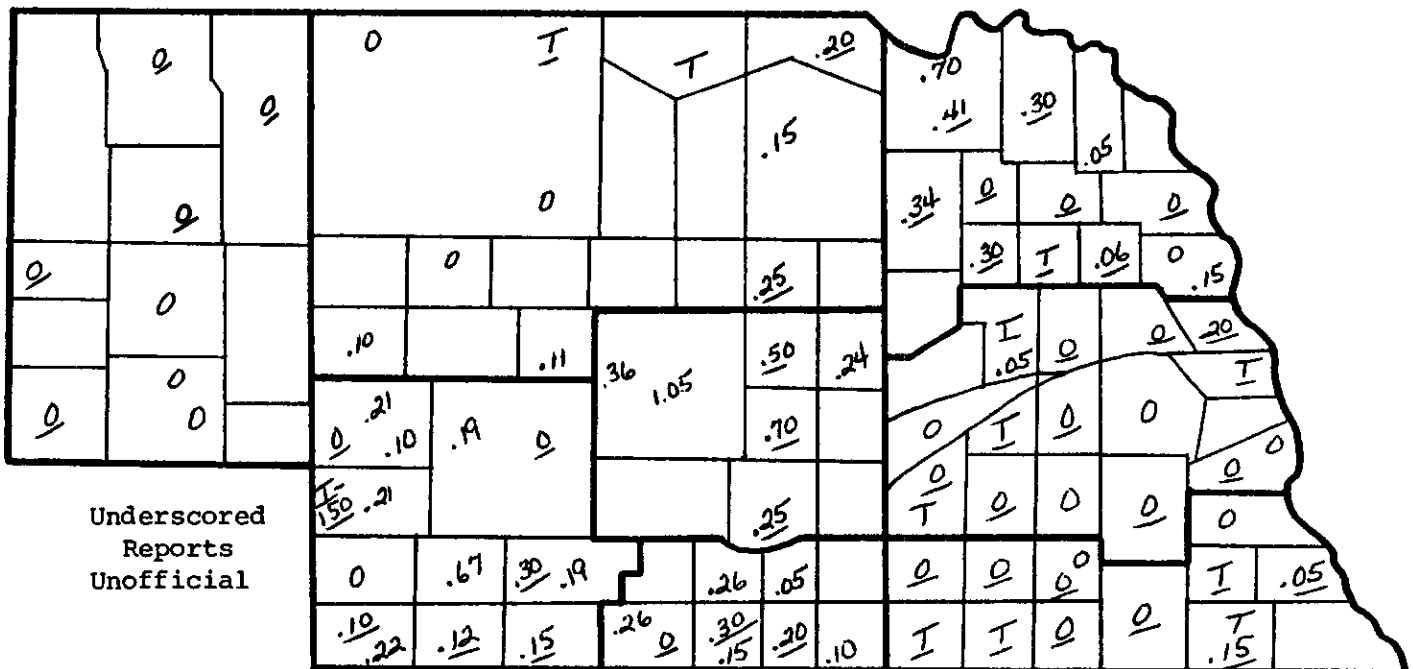 0 0 T .20
0 T .70 .30
0 .15 .41 .05
0 0 .34 0 0 0
0 0 .25 .30 T .06 0 .15
0
.10 .11 .36 1.05 .50 .24 T .05 0 0 .20
T
0 0 .21 .10 .19 0 .70 0 T 0 0
0 0 0
T-150 .21 .25 0 T 0 0 0
0
Underscored
Reports
Unofficial
0 .67 .30 .19 .26 .05 0 0 0 0 T .05
.10 .22 .12 .15 .26 0 .30 .15 .20 .10 T T 0 0 T .15